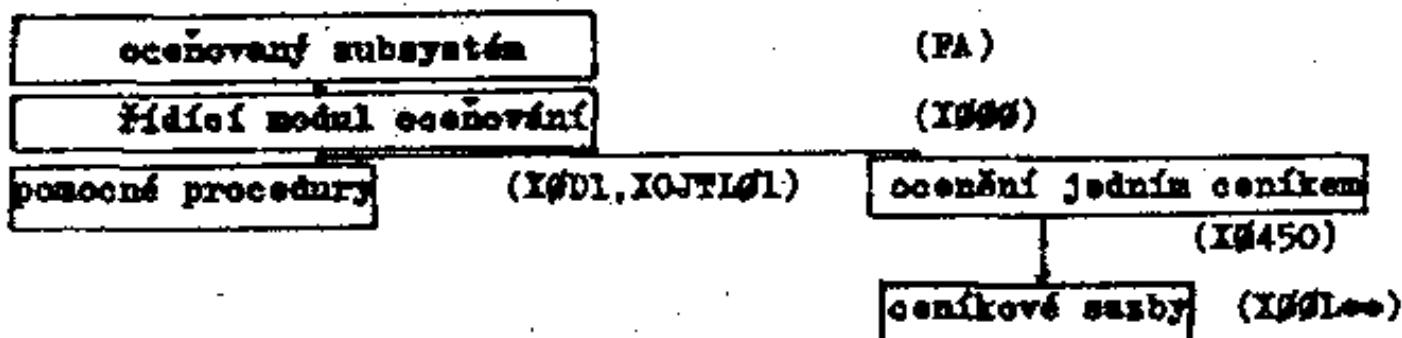 oceňovaný subsystém (PA)
řídící modul oceňování (XØØØ)
pomocné procedury (XØD1,XOJTLØ1) ocenění jedním ceníkem
(XØ450)
ceníkové sazby (XØØLee)